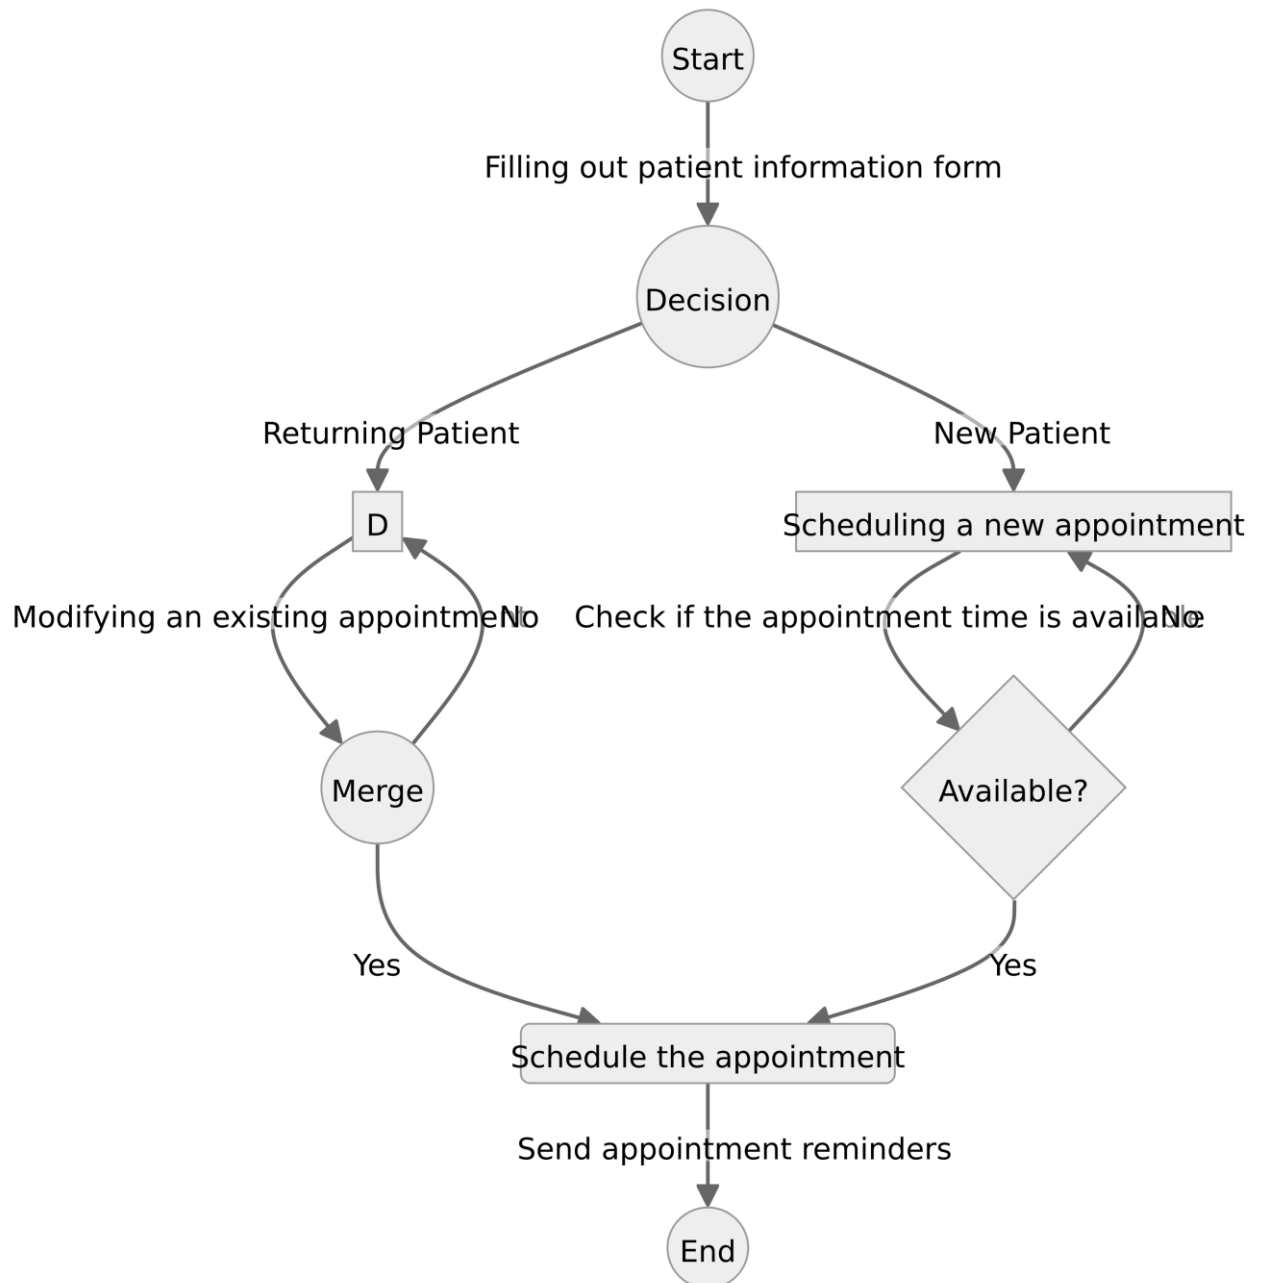 Start
Filling out patient information form
Decision
Returning Patient
New Patient
D
Scheduling a new appointment
Modifying an existing appointment
No
Check if the appointment time is available
No
Merge
Available?
Yes
Yes
Schedule the appointment
Send appointment reminders
End